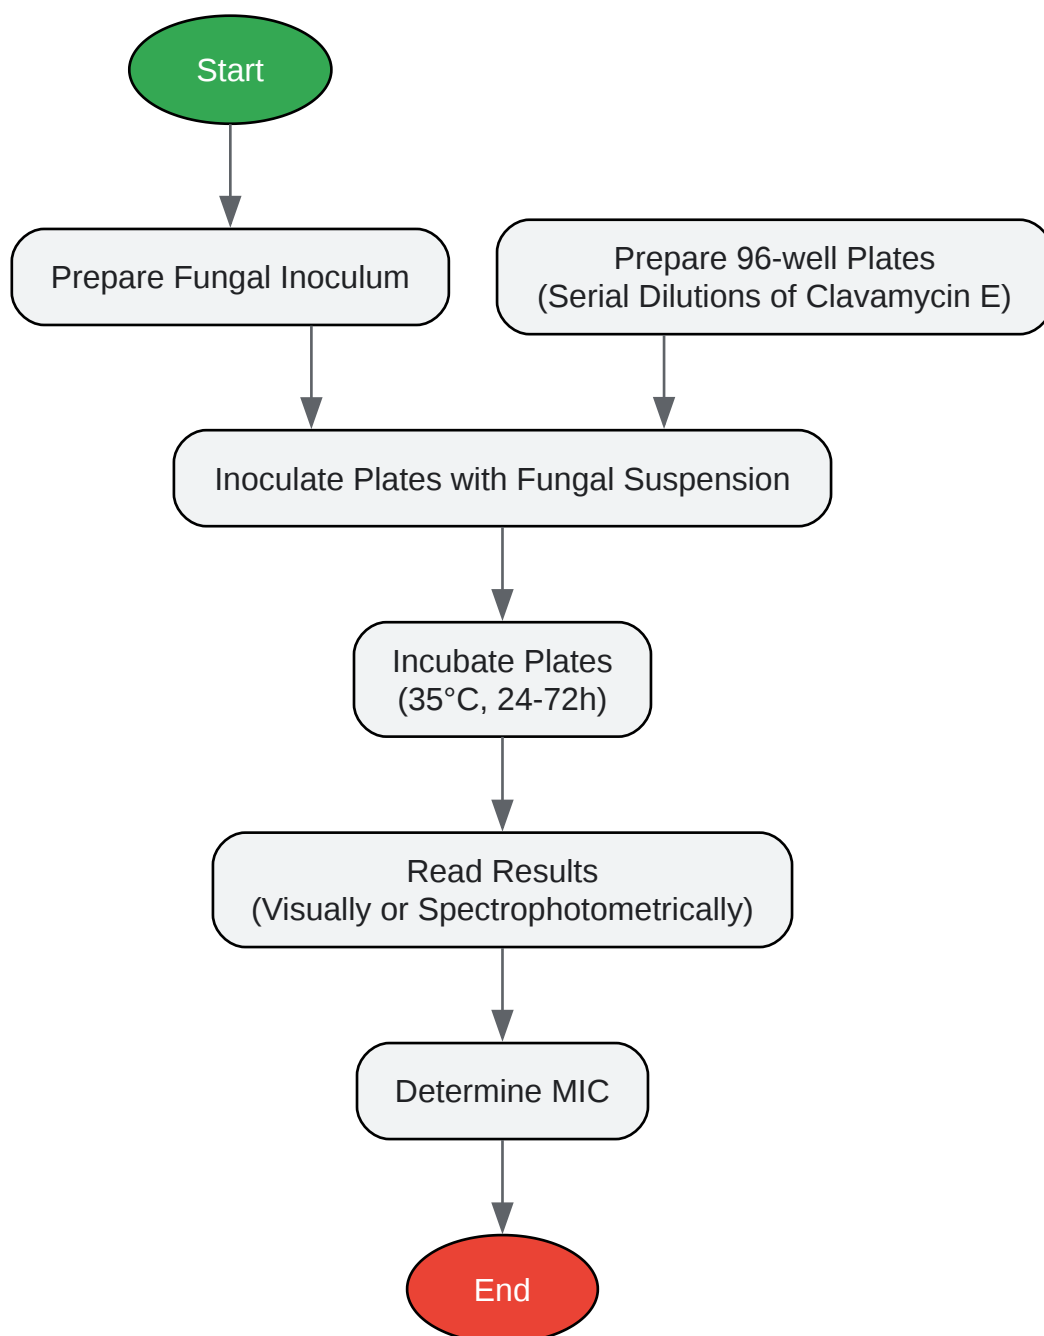 Start
Prepare Fungal Inoculum
Prepare 96-well Plates
(Serial Dilutions of Clavamycin E)
Inoculate Plates with Fungal Suspension
Incubate Plates
(35°C, 24-72h)
Read Results
(Visually or Spectrophotometrically)
Determine MIC
End